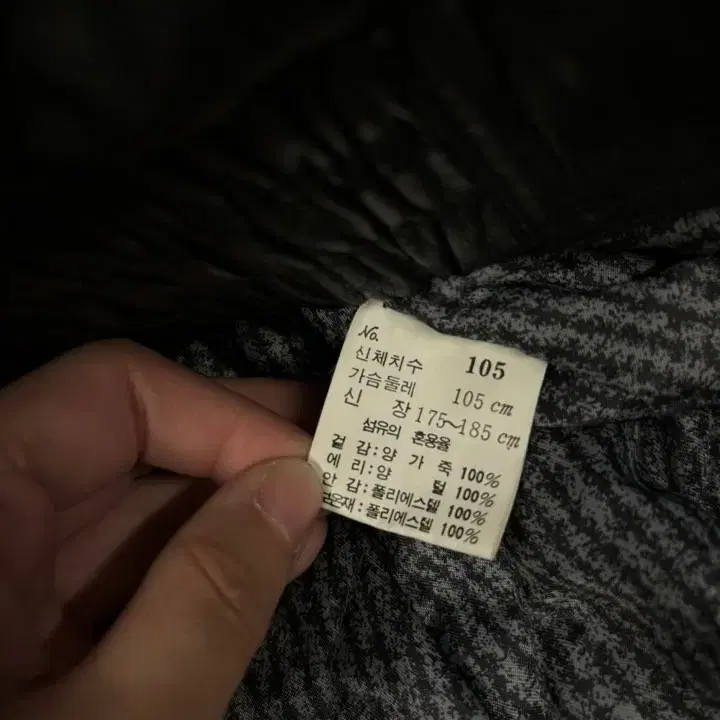 No.
신체치수 105
가슴둘레 105 cm
신 장 175~185 cm
섬유의 혼용율
겉 감 : 양 가 죽 100%
에 리 : 양 털 100%
안 감 : 폴리에스텔 100%
보온재 : 폴리에스텔 100%